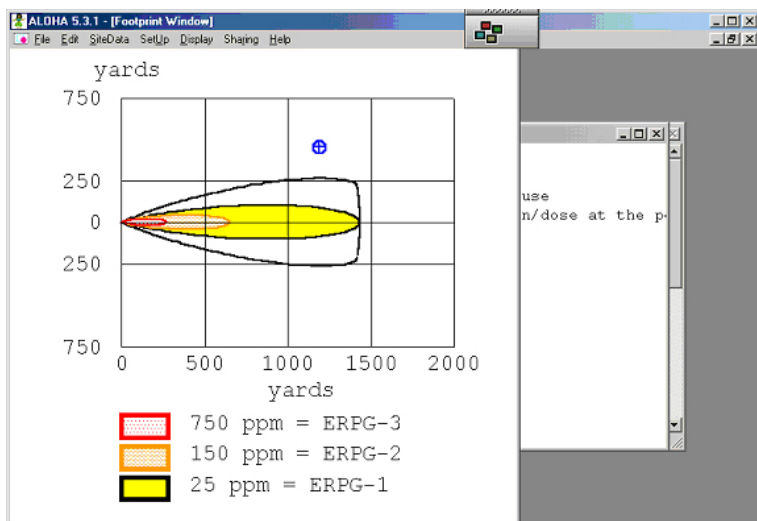 ALOHA 5.3.1 - [Footprint Window]
File Edit SiteData SetUp Display Sharing Help
yards
750
250
0
250
750
0 500 1000 1500 2000
yards
750 ppm = ERPG-3
150 ppm = ERPG-2
25 ppm = ERPG-1
use
n/dose at the p